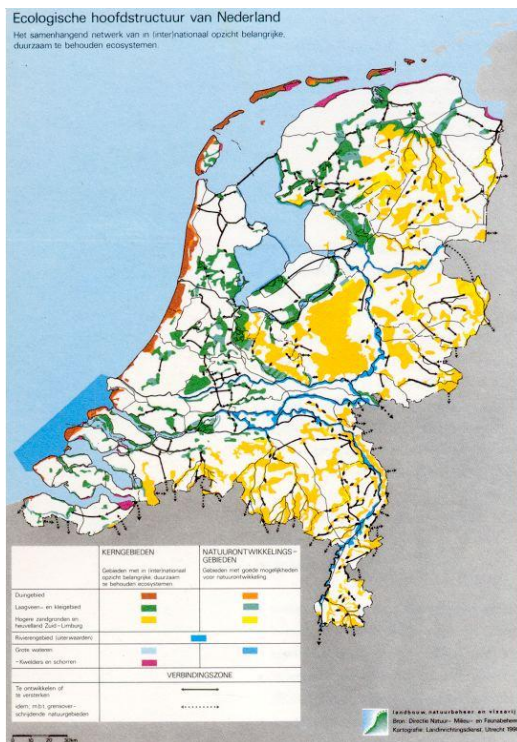 Ecologische hoofdstructuur van Nederland
Het samenhangend netwerk van in (inter)nationaal opzicht belangrijke,
duurzaam te behouden ecosystemen
KERNGEBIEDEN
NATUURONTWIKKELINGS-
GEBIEDEN
Gebieden met in (inter)nationaal
opzicht belangrijke, duurzaam
te behouden ecosystemen
Gebieden met goede mogelijkheden
voor natuurontwikkeling
Duingebied
Laagveen- en kleigebied
Hogere zandgronden en
heuvelland Zuid-Limburg
Rivierengebied (uiterwaarden)
Grote wateren
-Kwelders en schorren
VERBINDINGSZONE
Te ontwikkelen of
te versterken
idem: m.b.t. grensover-
schrijdende natuurgebieden
landbouw, natuurbeheer en visserij
Bron: Directie Natuur-, Milieu-, en Faunabeheer
Kartografie: Landinrichtingsdienst, Utrecht
0 10 20 30km